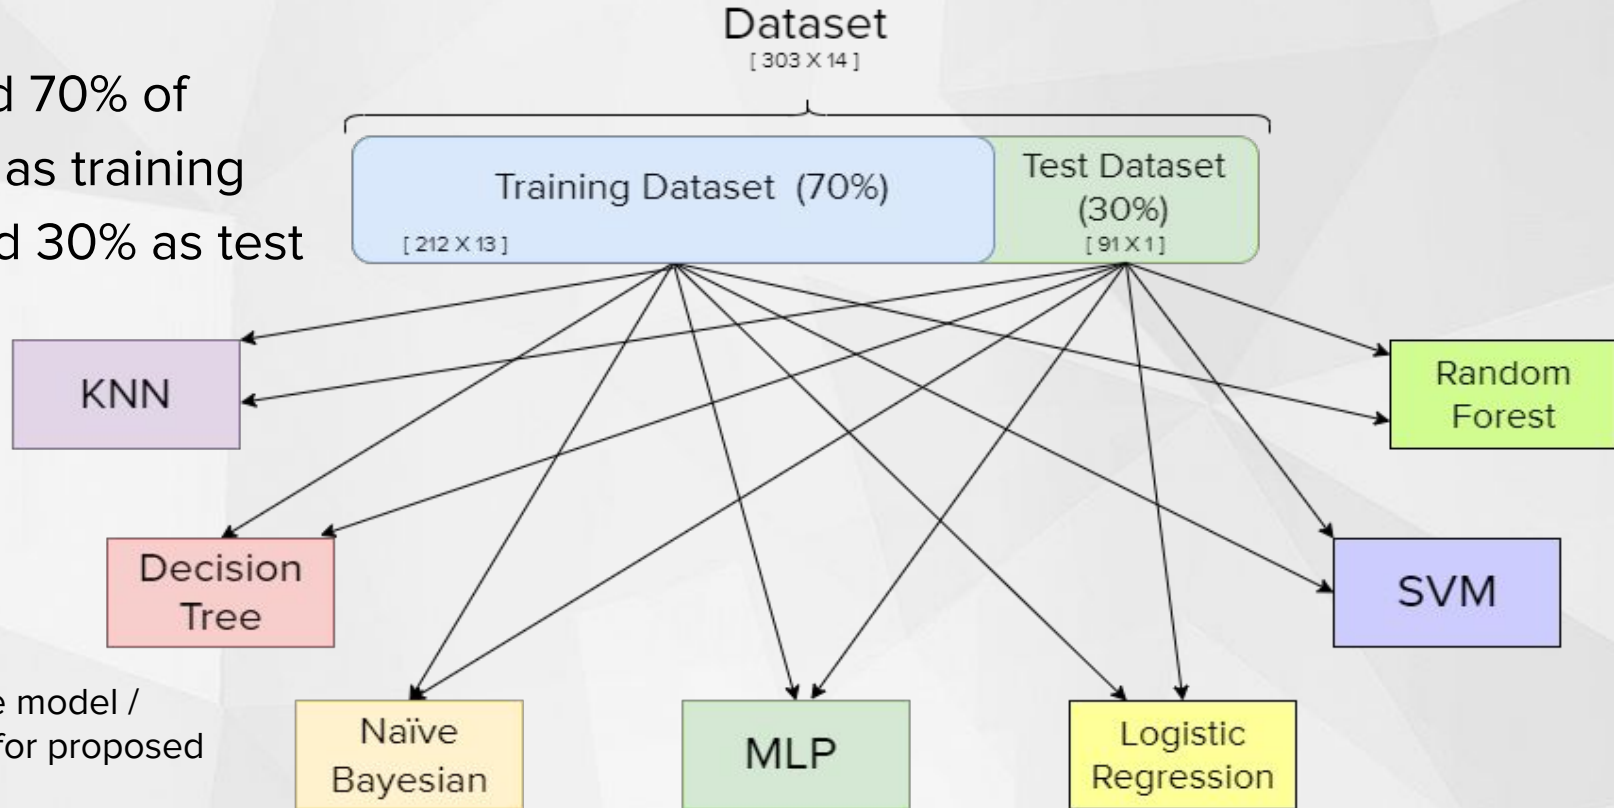 Dataset
[ 303 X 14 ]
d 70% of
as training
d 30% as test
Training Dataset (70%)
[ 212 X 13 ]
Test Dataset
(30%)
[ 91 X 1 ]
KNN
Random
Forest
Decision
Tree
SVM
e model /
for proposed
Naïve
Bayesian
MLP
Logistic
Regression